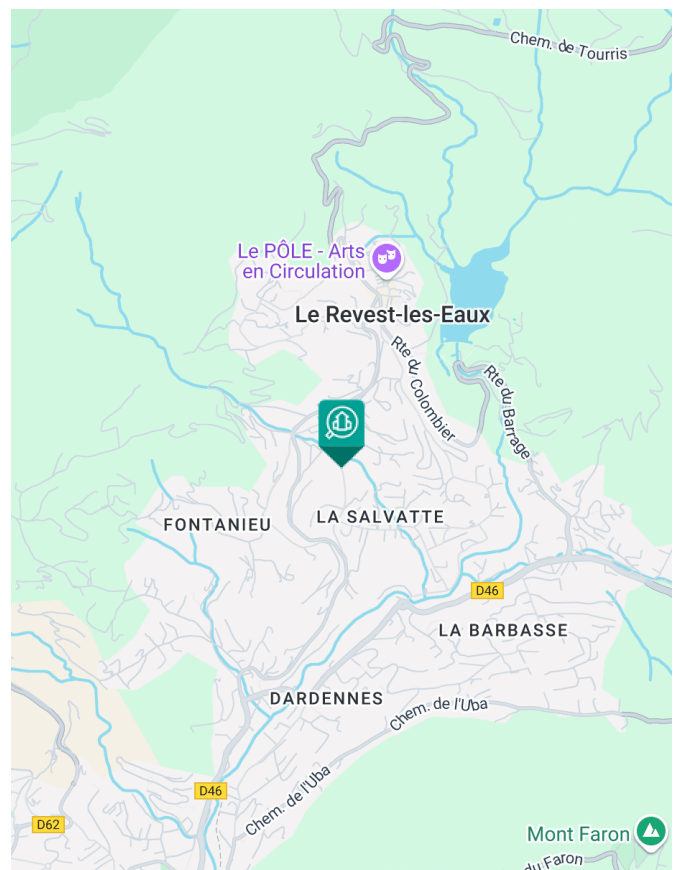 Chem. de Tourris
Le PÔLE - Arts
en Circulation
Le Revest-les-Eaux
Rte du Colombier
Rte du Barrage
FONTANIEU
LA SALVATTE
D46
LA BARBASSE
DARDENNES
Chem. de l'Uba
D46
Chem. de l'Uba
D62
Mont Faron
du Faron